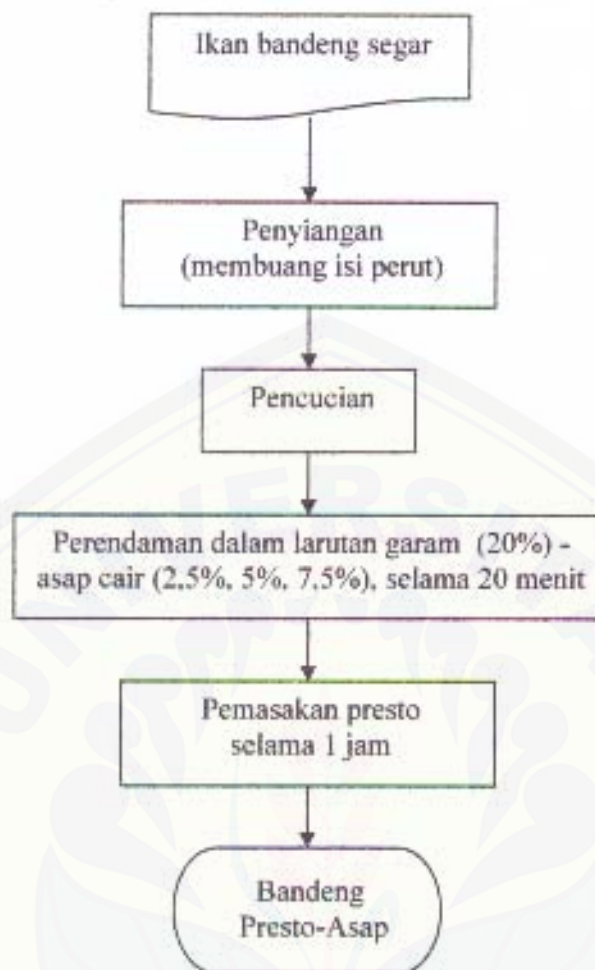 Ikan bandeng segar
Penyiangan
(membuang isi perut)
Pencucian
Perendaman dalam larutan garam (20%) -
asap cair (2,5%, 5%, 7,5%), selama 20 menit
Pemasakan presto
selama 1 jam
Bandeng
Presto-Asap